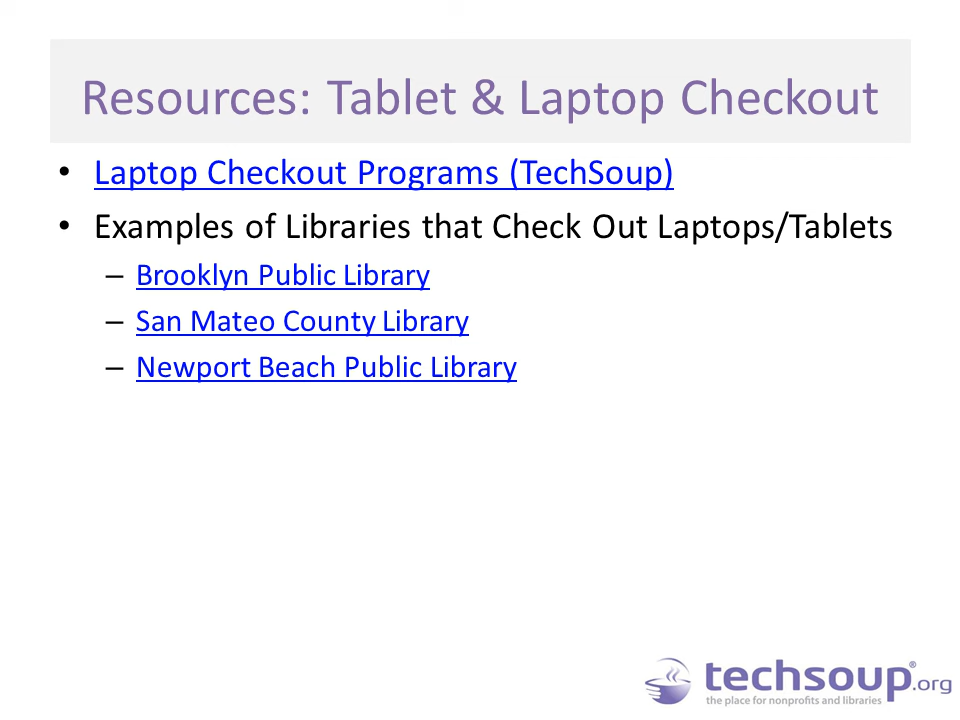 Resources: Tablet & Laptop Checkout
• Laptop Checkout Programs (TechSoup)
• Examples of Libraries that Check Out Laptops/Tablets
– Brooklyn Public Library
– San Mateo County Library
– Newport Beach Public Library
techsoup®.org
the place for nonprofits and libraries